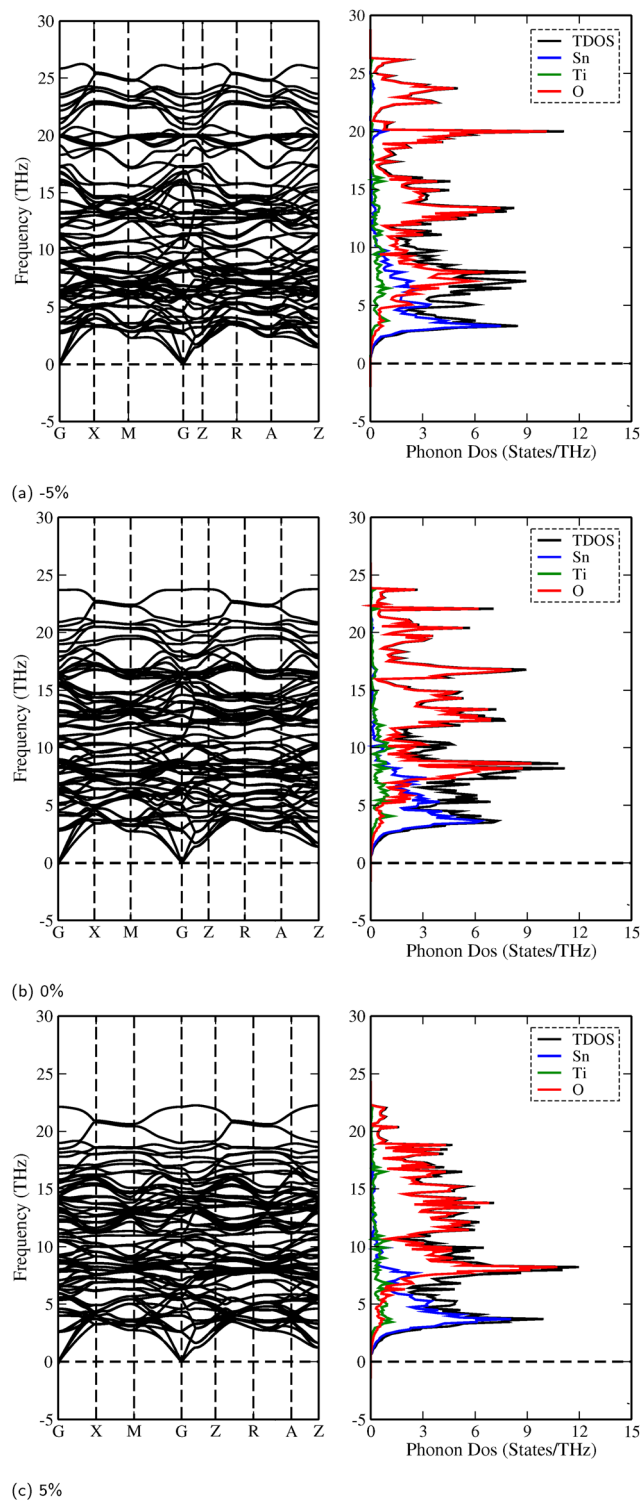 30
25
20
15
10
5
0
-5
Frequency (THz)
G X M G Z R A Z
TDOS
Sn
Ti
O
0 3 6 9 12 15
Phonon Dos (States/THz)
(a) -5%
30
25
20
15
10
5
0
-5
Frequency (THz)
G X M G Z R A Z
TDOS
Sn
Ti
O
0 3 6 9 12 15
Phonon Dos (States/THz)
(b) 0%
30
25
20
15
10
5
0
-5
Frequency (THz)
G X M G Z R A Z
TDOS
Sn
Ti
O
0 3 6 9 12 15
Phonon Dos (States/THz)
(c) 5%